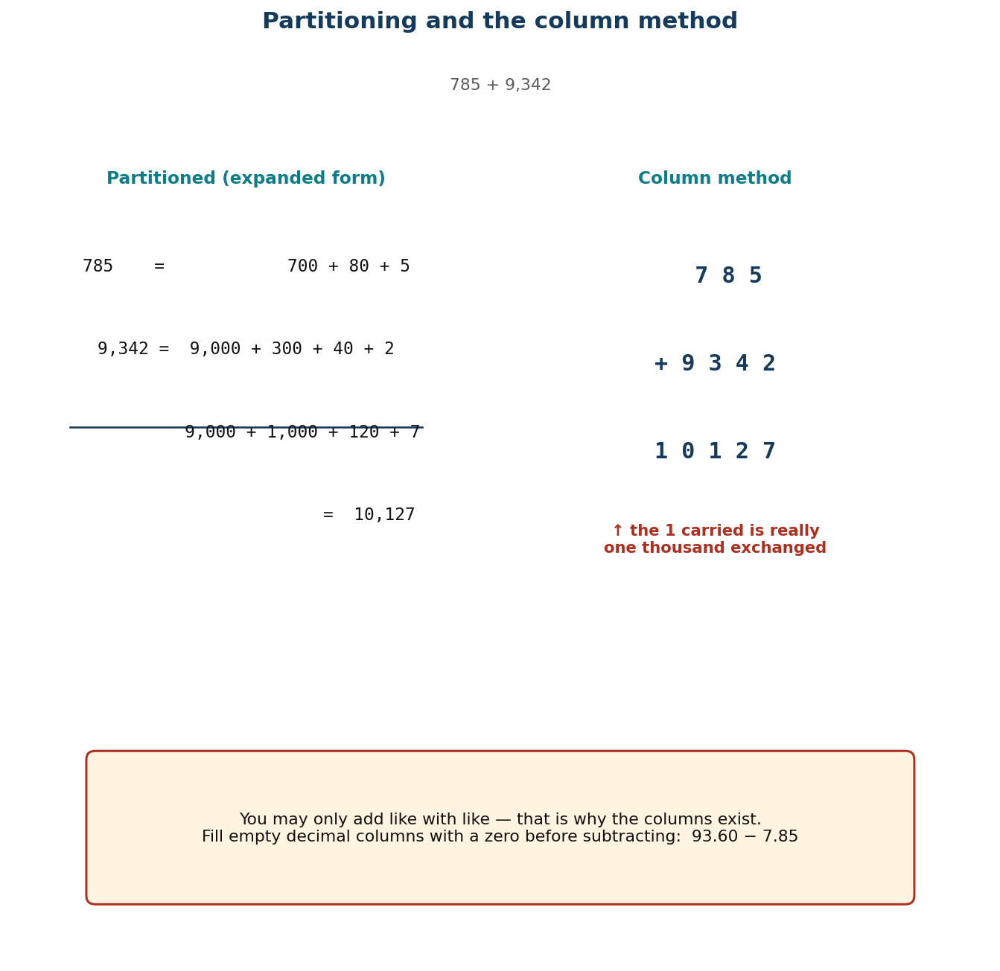 Partitioning and the column method
785 + 9,342
Partitioned (expanded form)
785 = 700 + 80 + 5
9,342 = 9,000 + 300 + 40 + 2
9,000 + 1,000 + 120 + 7
= 10,127
Column method
7 8 5
+ 9 3 4 2
1 0 1 2 7
↑ the 1 carried is really
one thousand exchanged
You may only add like with like — that is why the columns exist.
Fill empty decimal columns with a zero before subtracting: 93.60 − 7.85